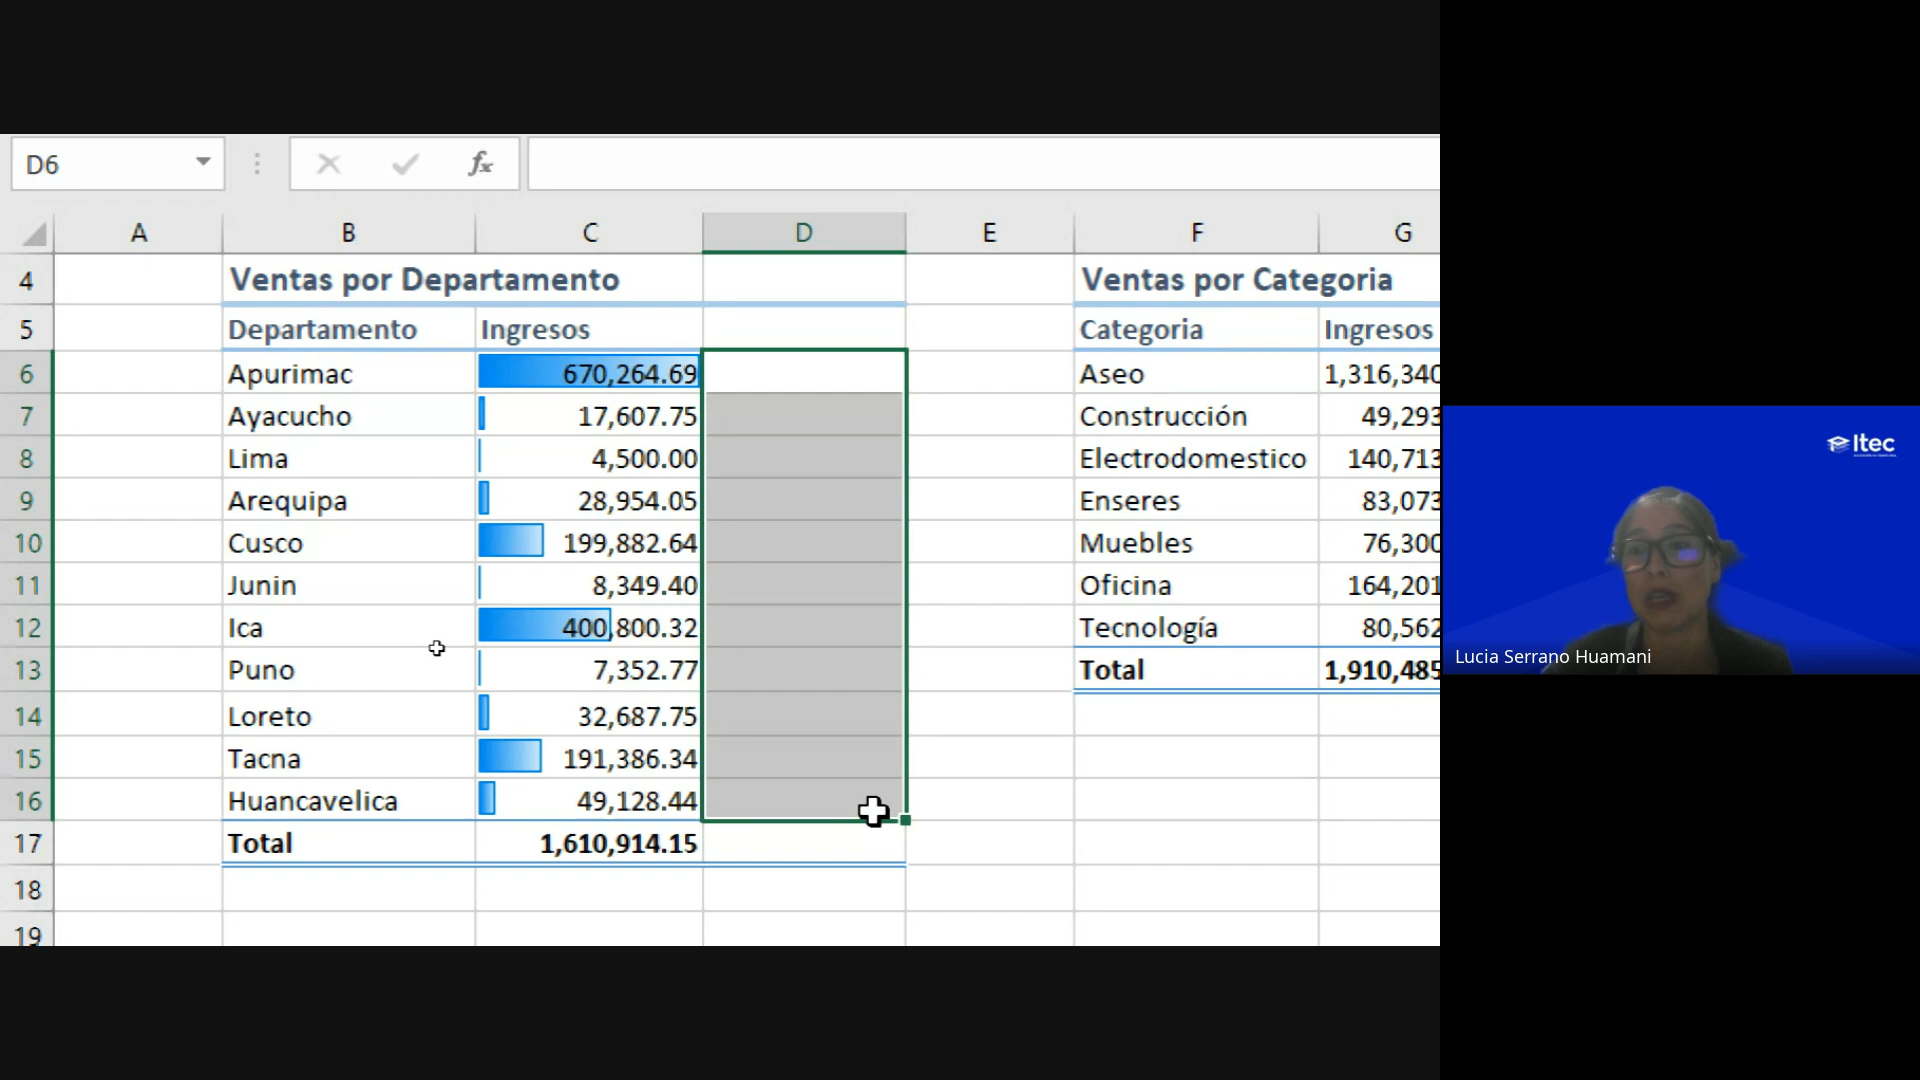 D6
fx
A B C D E F G
4 Ventas por Departamento Ventas por Categoria
5 Departamento Ingresos Categoria Ingresos
6 Apurimac 670,264.69 Aseo 1,316,340
7 Ayacucho 17,607.75 Construcción 49,293
8 Lima 4,500.00 Electrodomestico 140,713
9 Arequipa 28,954.05 Enseres 83,073
10 Cusco 199,882.64 Muebles 76,300
11 Junin 8,349.40 Oficina 164,201
12 Ica 400,800.32 Tecnología 80,562
13 Puno 7,352.77 Total 1,910,485
14 Loreto 32,687.75
15 Tacna 191,386.34
16 Huancavelica 49,128.44
17 Total 1,610,914.15
18
19
Itec
Lucia Serrano Huamani